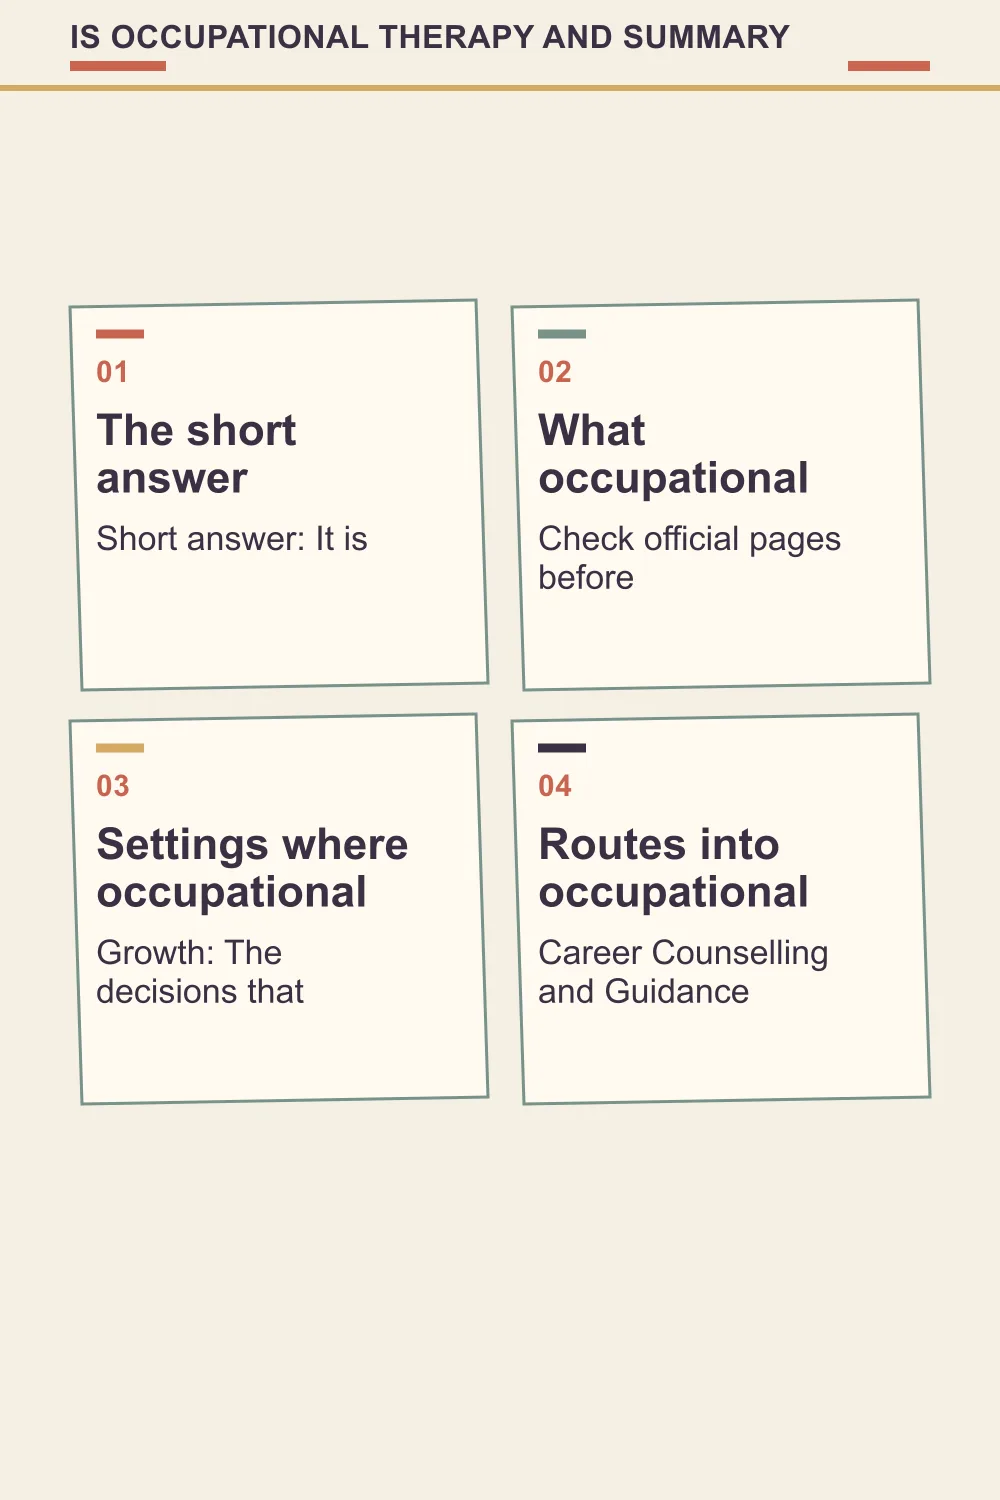 IS OCCUPATIONAL THERAPY AND SUMMARY
01
The short
answer
Short answer: It is
02
What
occupational
Check official pages
before
03
Settings where
occupational
Growth: The
decisions that
04
Routes into
occupational
Career Counselling
and Guidance